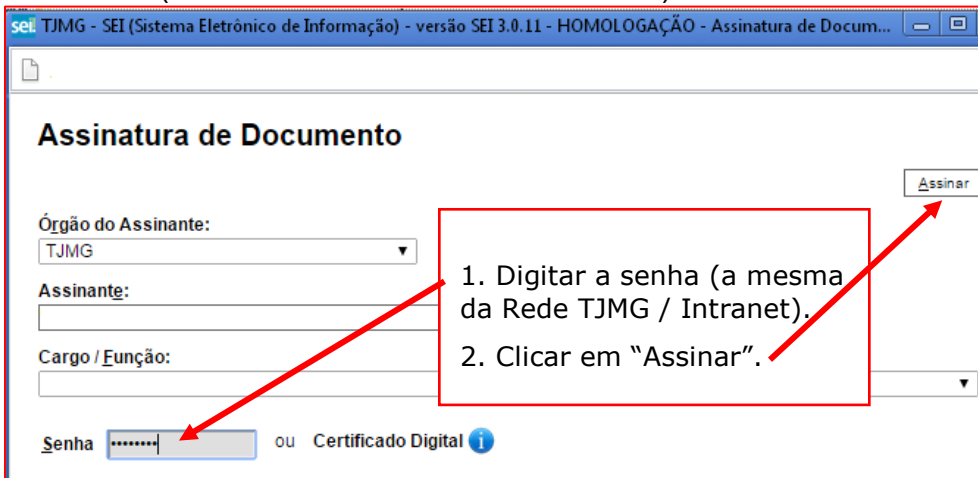 sei! TJMG - SEI (Sistema Eletrônico de Informação) - versão SEI 3.0.11 - HOMOLOGAÇÃO - Assinatura de Docum...
Assinatura de Documento
Assinar
Órgão do Assinante:
TJMG
Assinante:
Cargo / Função:
1. Digitar a senha (a mesma
da Rede TJMG / Intranet).
2. Clicar em “Assinar”.
Senha •••••••• ou Certificado Digital i